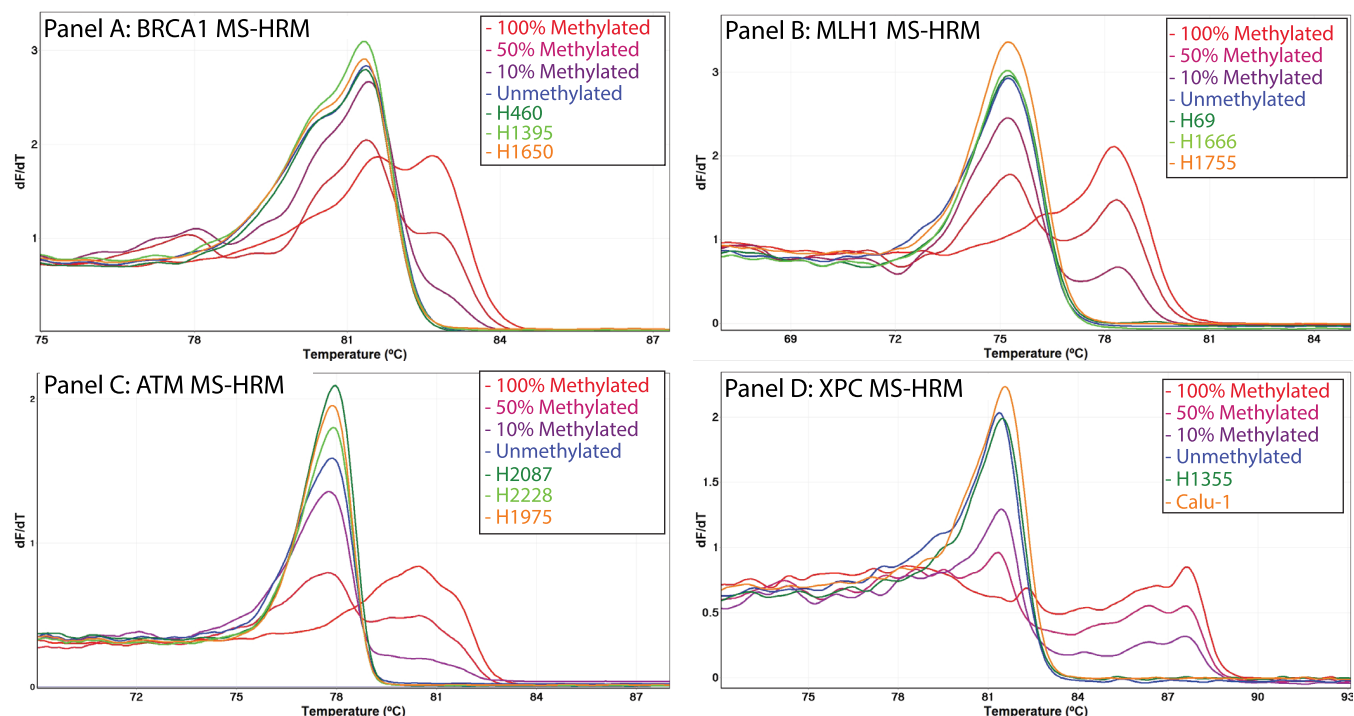 Panel A: BRCA1 MS-HRM
- 100% Methylated
- 50% Methylated
- 10% Methylated
- Unmethylated
- H460
- H1395
- H1650
dF/dT
3
2
1
75 78 81 84 87
Temperature (ºC)
Panel B: MLH1 MS-HRM
- 100% Methylated
- 50% Methylated
- 10% Methylated
- Unmethylated
- H69
- H1666
- H1755
dF/dT
3
2
1
0
69 72 75 78 81 84
Temperature (ºC)
Panel C: ATM MS-HRM
- 100% Methylated
- 50% Methylated
- 10% Methylated
- Unmethylated
- H2087
- H2228
- H1975
dF/dT
2
1
0
72 75 78 81 84 87
Temperature (ºC)
Panel D: XPC MS-HRM
- 100% Methylated
- 50% Methylated
- 10% Methylated
- Unmethylated
- H1355
- Calu-1
dF/dT
2
1.5
1
0.5
0
75 78 81 84 87 90 93
Temperature (ºC)